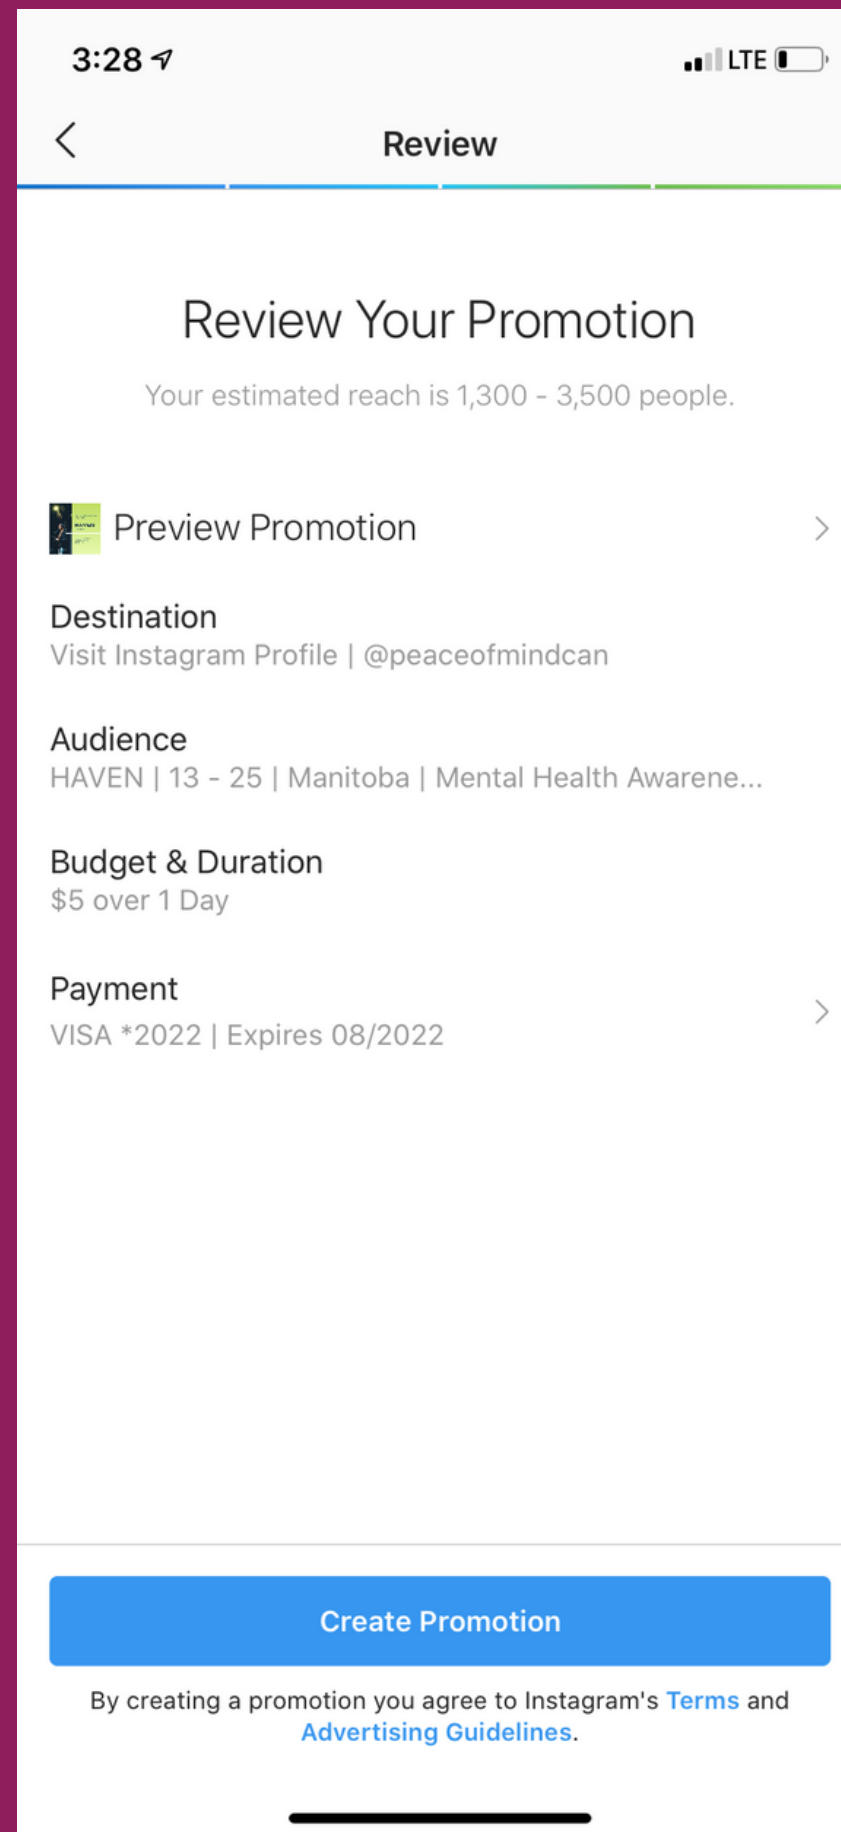 3:28
LTE
Review
Review Your Promotion
Your estimated reach is 1,300 - 3,500 people.
Preview Promotion
Destination
Visit Instagram Profile | @peaceofmindcan
Audience
HAVEN | 13 - 25 | Manitoba | Mental Health Awarene...
Budget & Duration
$5 over 1 Day
Payment
VISA *2022 | Expires 08/2022
Create Promotion
By creating a promotion you agree to Instagram's Terms and
Advertising Guidelines.